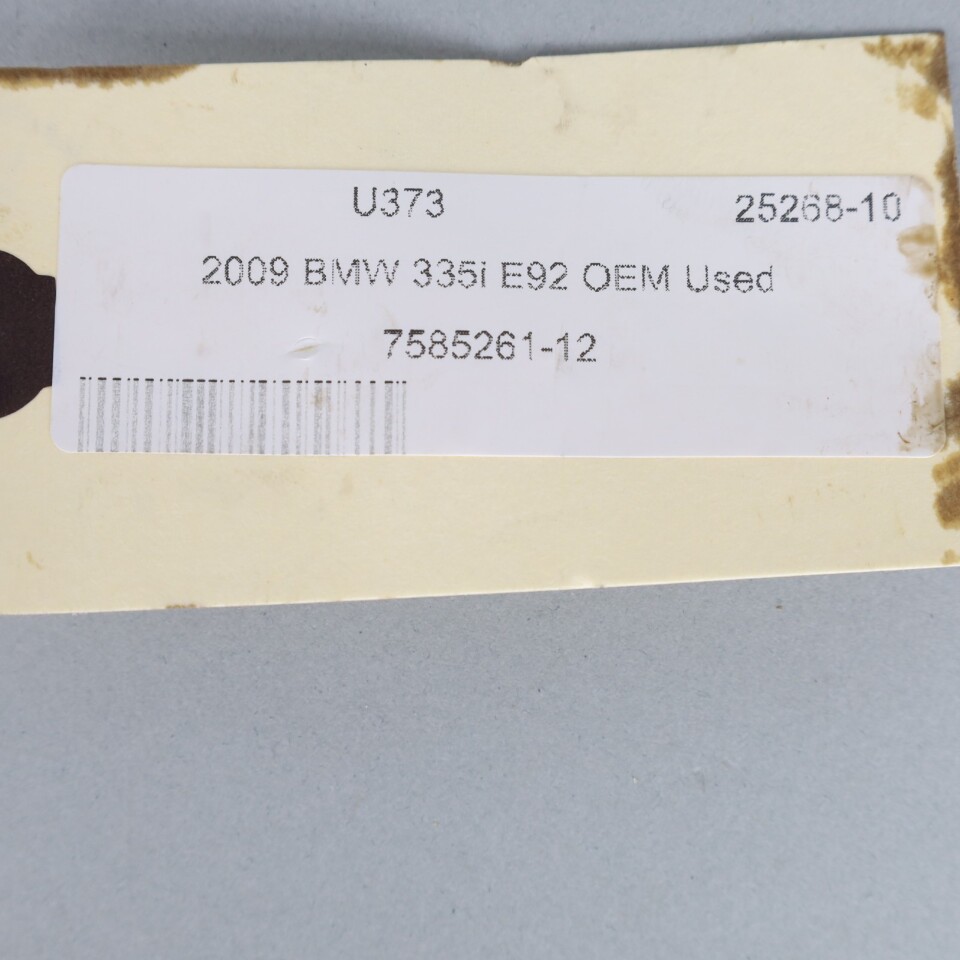 U373 25268-10
2009 BMW 335i E92 OEM Used
7585261-12